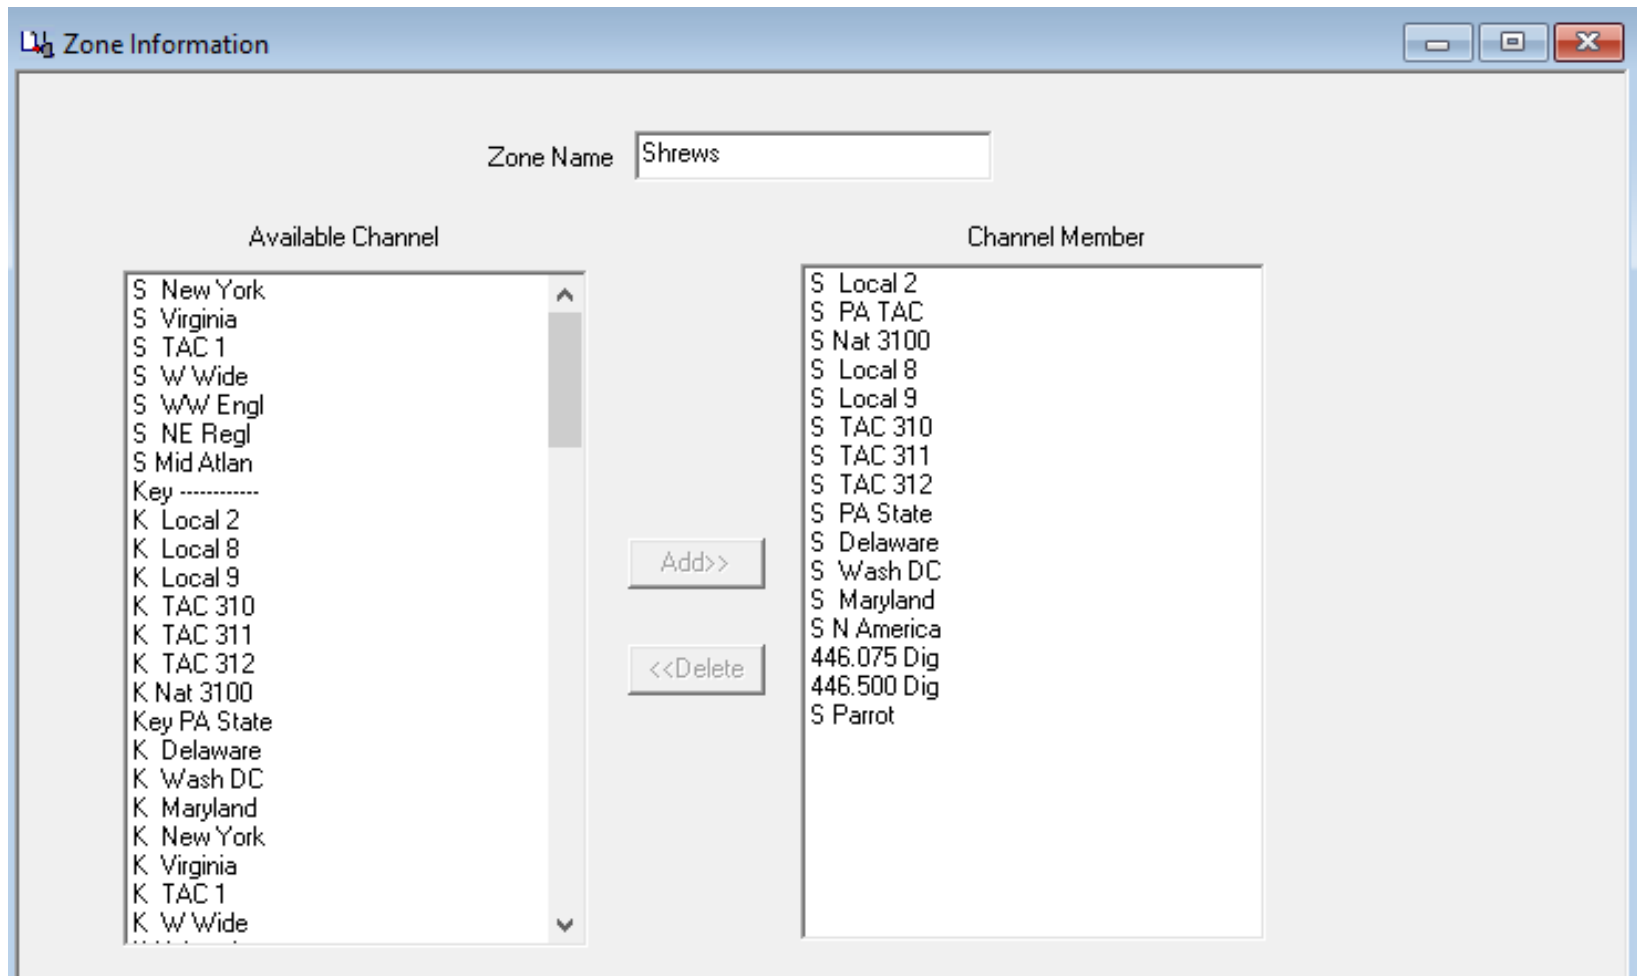 Zone Information
Zone Name Shrews
Available Channel
S New York
S Virginia
S TAC 1
S W Wide
S WW Engl
S NE Regl
S Mid Atlan
Key ------------
K Local 2
K Local 8
K Local 9
K TAC 310
K TAC 311
K TAC 312
K Nat 3100
Key PA State
K Delaware
K Wash DC
K Maryland
K New York
K Virginia
K TAC 1
K W Wide
Add>>
<<Delete
Channel Member
S Local 2
S PA TAC
S Nat 3100
S Local 8
S Local 9
S TAC 310
S TAC 311
S TAC 312
S PA State
S Delaware
S Wash DC
S Maryland
S N America
446.075 Dig
446.500 Dig
S Parrot